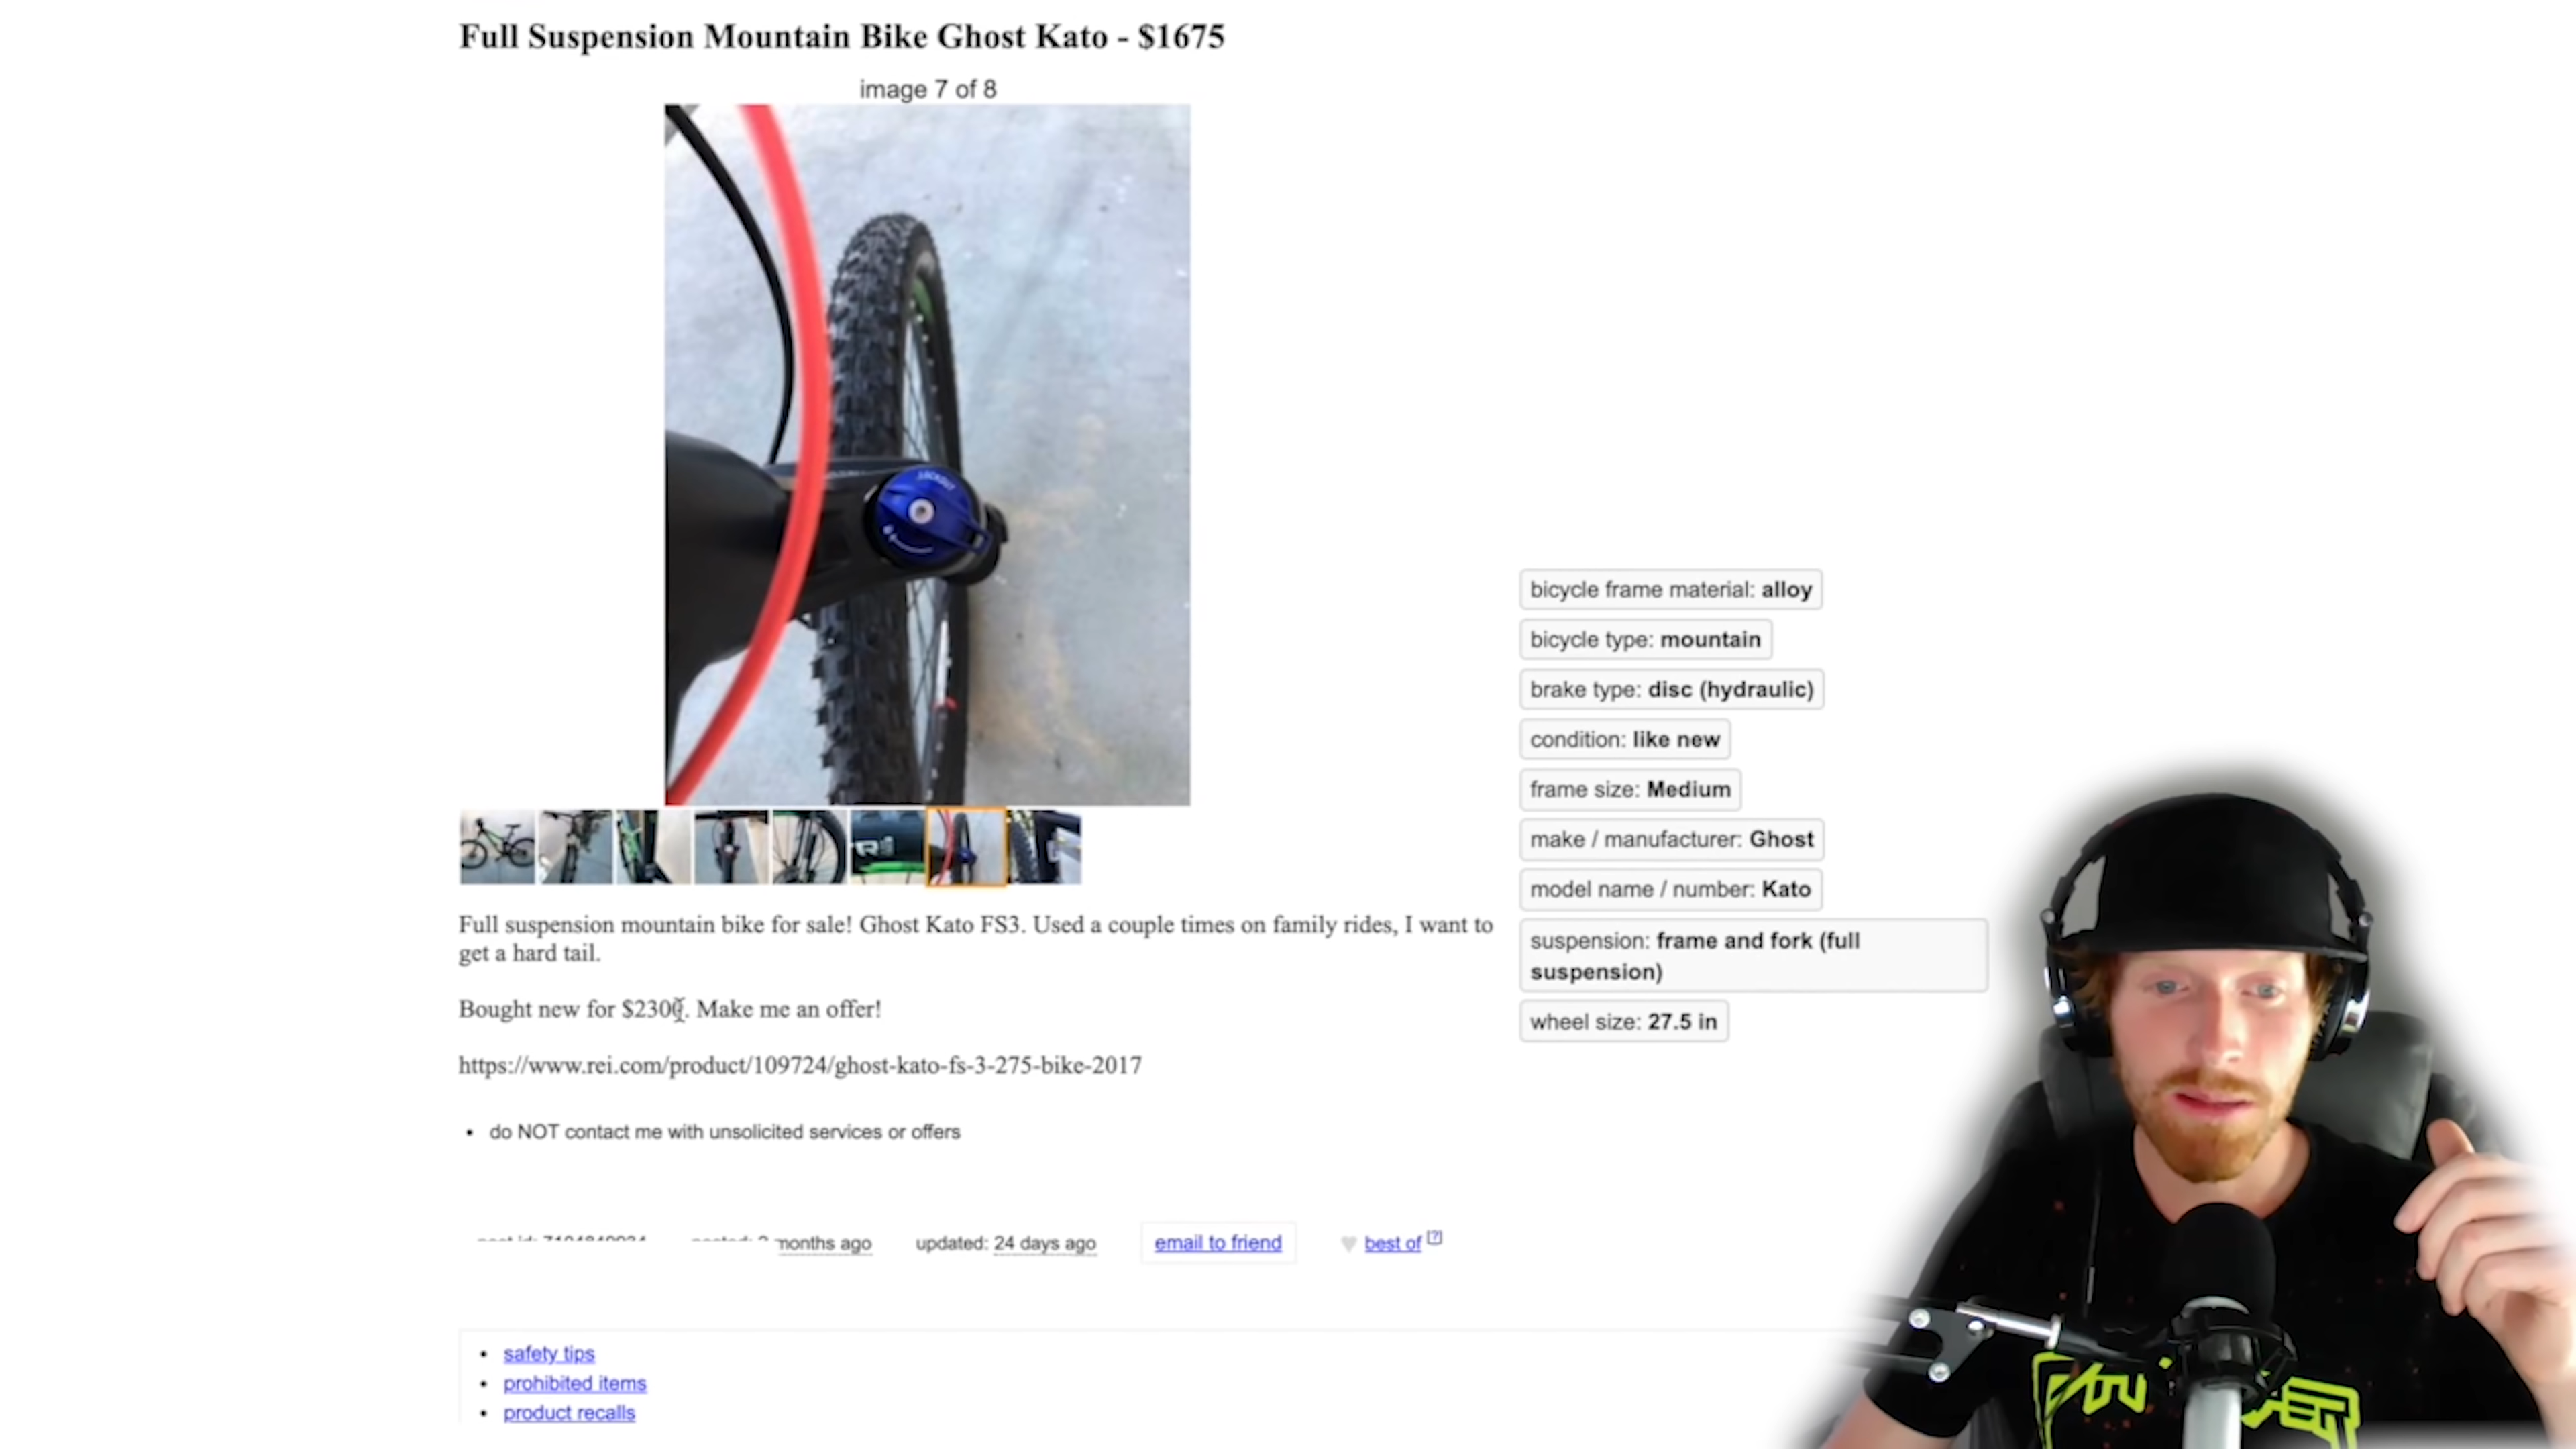 Full Suspension Mountain Bike Ghost Kato - $1675
image 7 of 8
Full suspension mountain bike for sale! Ghost Kato FS3. Used a couple times on family rides, I want to
get a hard tail.
Bought new for $2300. Make me an offer!
https://www.rei.com/product/109724/ghost-kato-fs-3-275-bike-2017
• do NOT contact me with unsolicited services or offers
months ago
updated: 24 days ago
email to friend
best of [?]
• safety tips
• prohibited items
• product recalls
bicycle frame material: alloy
bicycle type: mountain
brake type: disc (hydraulic)
condition: like new
frame size: Medium
make / manufacturer: Ghost
model name / number: Kato
suspension: frame and fork (full
suspension)
wheel size: 27.5 in